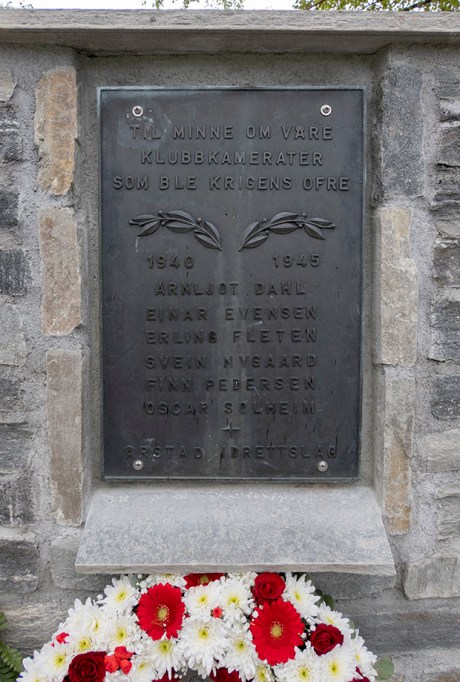 TIL MINNE OM VÅRE
KLUBBKAMERATER
SOM BLE KRIGENS OFRE
1940 1945
ARNLJOT DAHL
EINAR EVENSEN
ERLING FLETEN
SVEIN NYGAARD
FINN PEDERSEN
OSCAR SOLHEIM
ÅRSTAD IDRETTSLAG